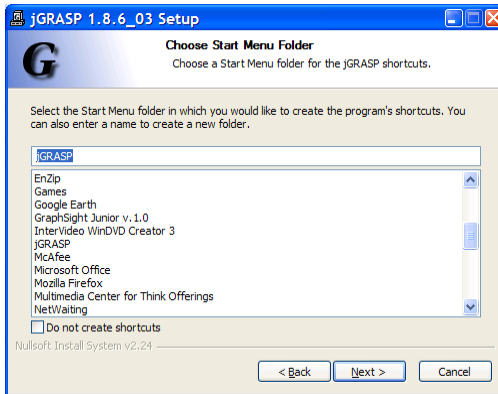 jGRASP 1.8.6_03 Setup
G
Choose Start Menu Folder
Choose a Start Menu folder for the jGRASP shortcuts.
Select the Start Menu folder in which you would like to create the program's shortcuts. You
can also enter a name to create a new folder.
jGRASP
EnZip
Games
Google Earth
GraphSight Junior v.1.0
InterVideo WinDVD Creator 3
jGRASP
McAfee
Microsoft Office
Mozilla Firefox
Multimedia Center for Think Offerings
NetWaiting
Do not create shortcuts
Nullsoft Install System v2.24
< Back Next > Cancel